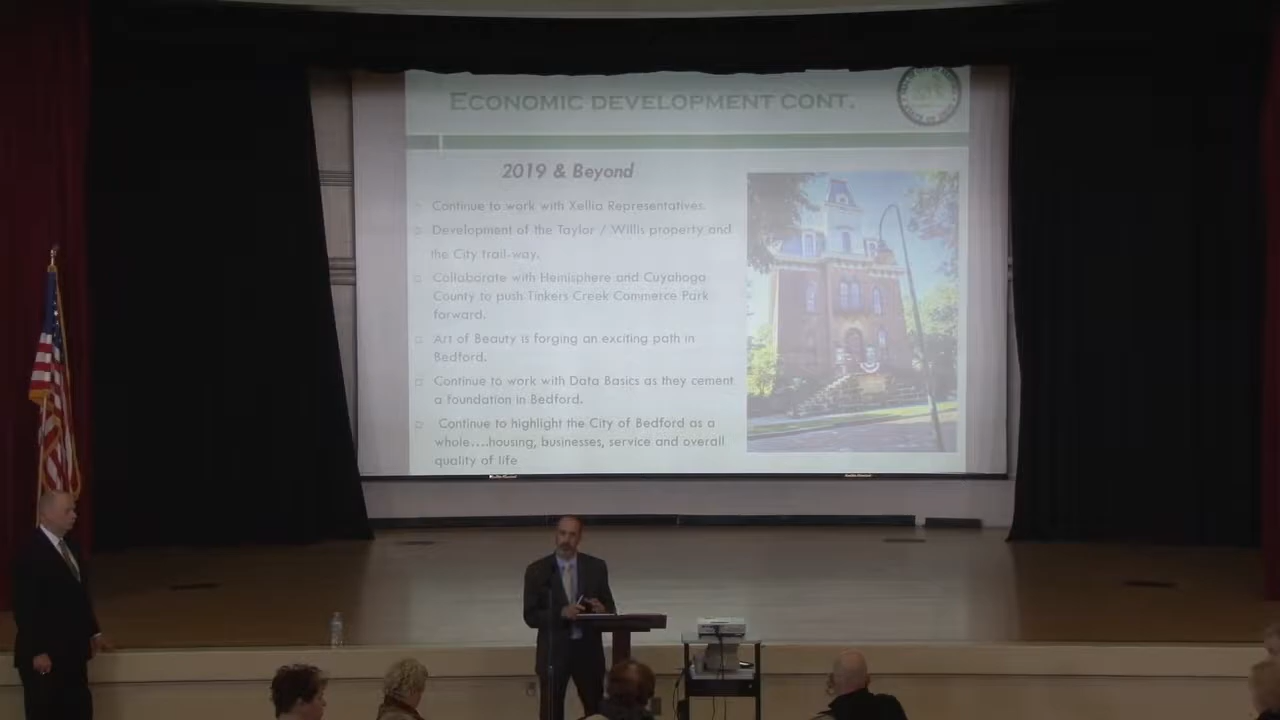 Economic development cont.
2019 & Beyond
Continue to work with Xellia Representatives.
Development of the Taylor / Willis property and
the City trail-way.
Collaborate with Hemisphere and Cuyahoga
County to push Tinkers Creek Commerce Park
forward.
Art of Beauty is forging an exciting path in
Bedford.
Continue to work with Data Basics as they cement
a foundation in Bedford.
Continue to highlight the City of Bedford as a
whole....housing, businesses, service and overall
quality of life